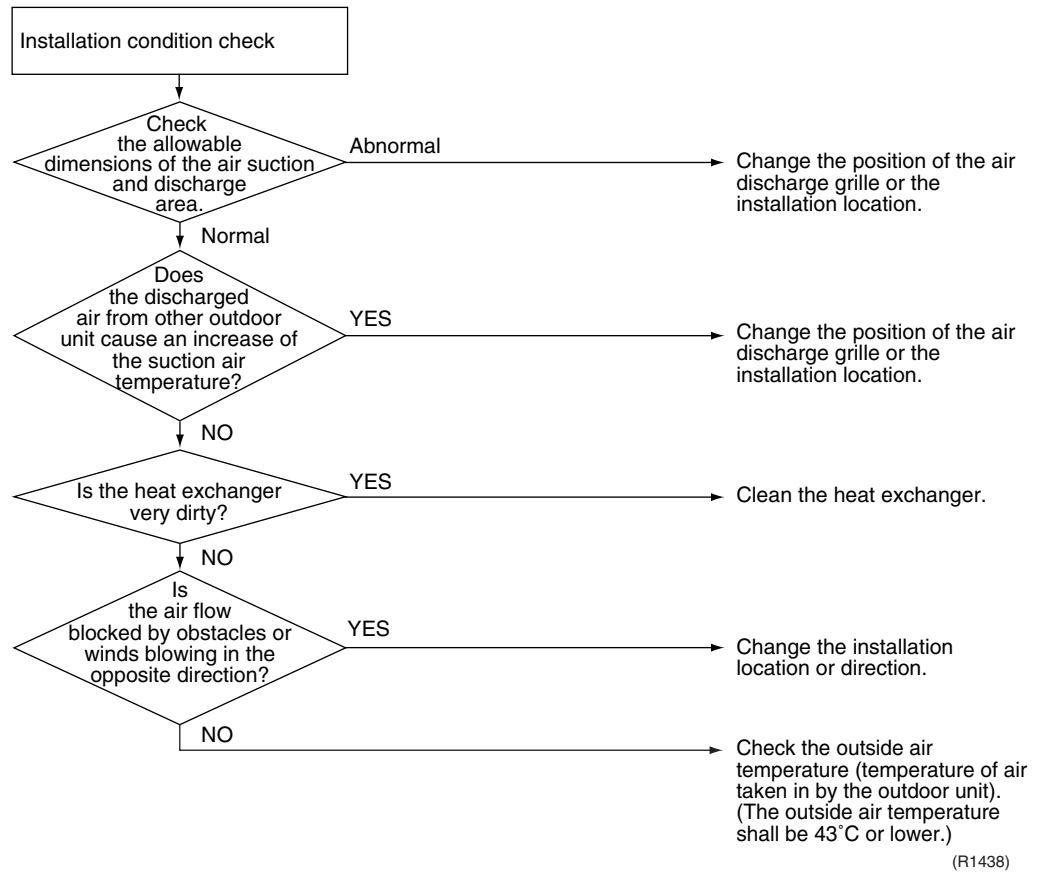 Installation condition check
Check
the allowable
dimensions of the air suction
and discharge
area.
Abnormal
Change the position of the air
discharge grille or the
installation location.
Normal
Does
the discharged
air from other outdoor
unit cause an increase of
the suction air
temperature?
YES
Change the position of the air
discharge grille or the
installation location.
NO
Is the heat exchanger
very dirty?
YES
Clean the heat exchanger.
NO
Is
the air flow
blocked by obstacles or
winds blowing in the
opposite direction?
YES
Change the installation
location or direction.
NO
Check the outside air
temperature (temperature of air
taken in by the outdoor unit).
(The outside air temperature
shall be 43˚C or lower.)
(R1438)